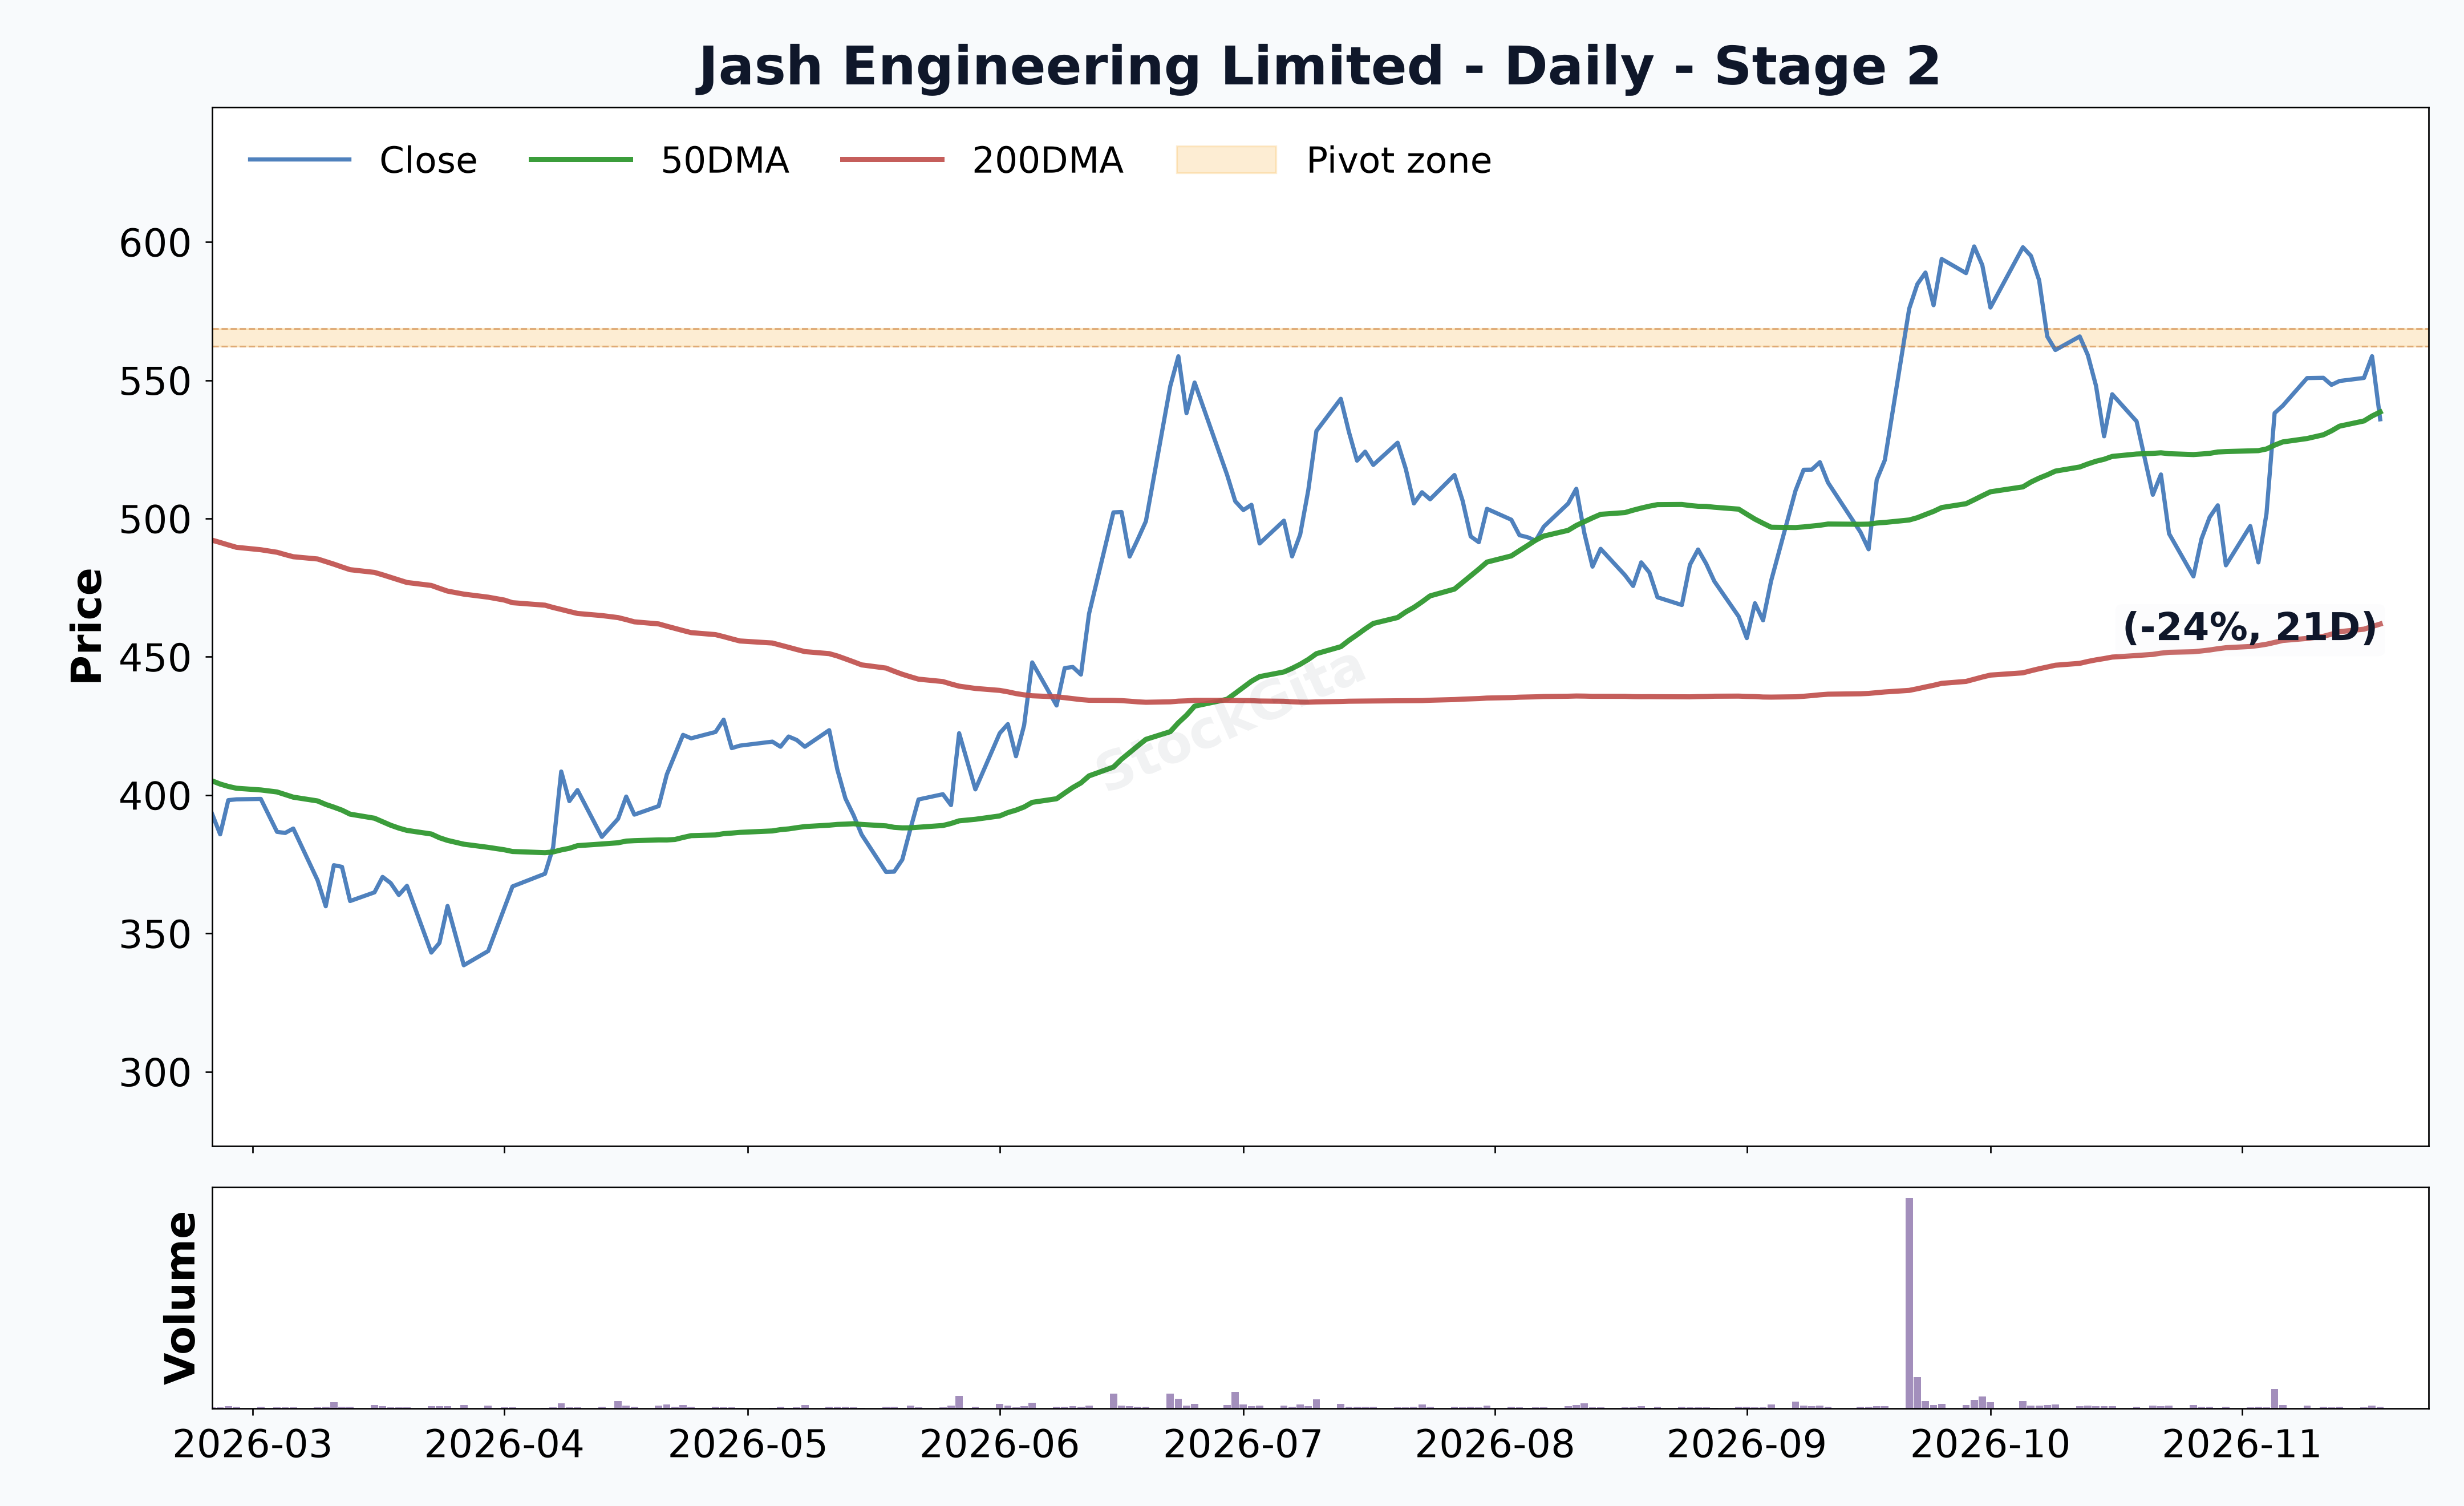 Jash Engineering Limited - Daily - Stage 2
Close 50DMA 200DMA Pivot zone
600
550
500
450
400
350
300
Price
(-24%, 21D)
StockGita
Volume
2026-03 2026-04 2026-05 2026-06 2026-07 2026-08 2026-09 2026-10 2026-11